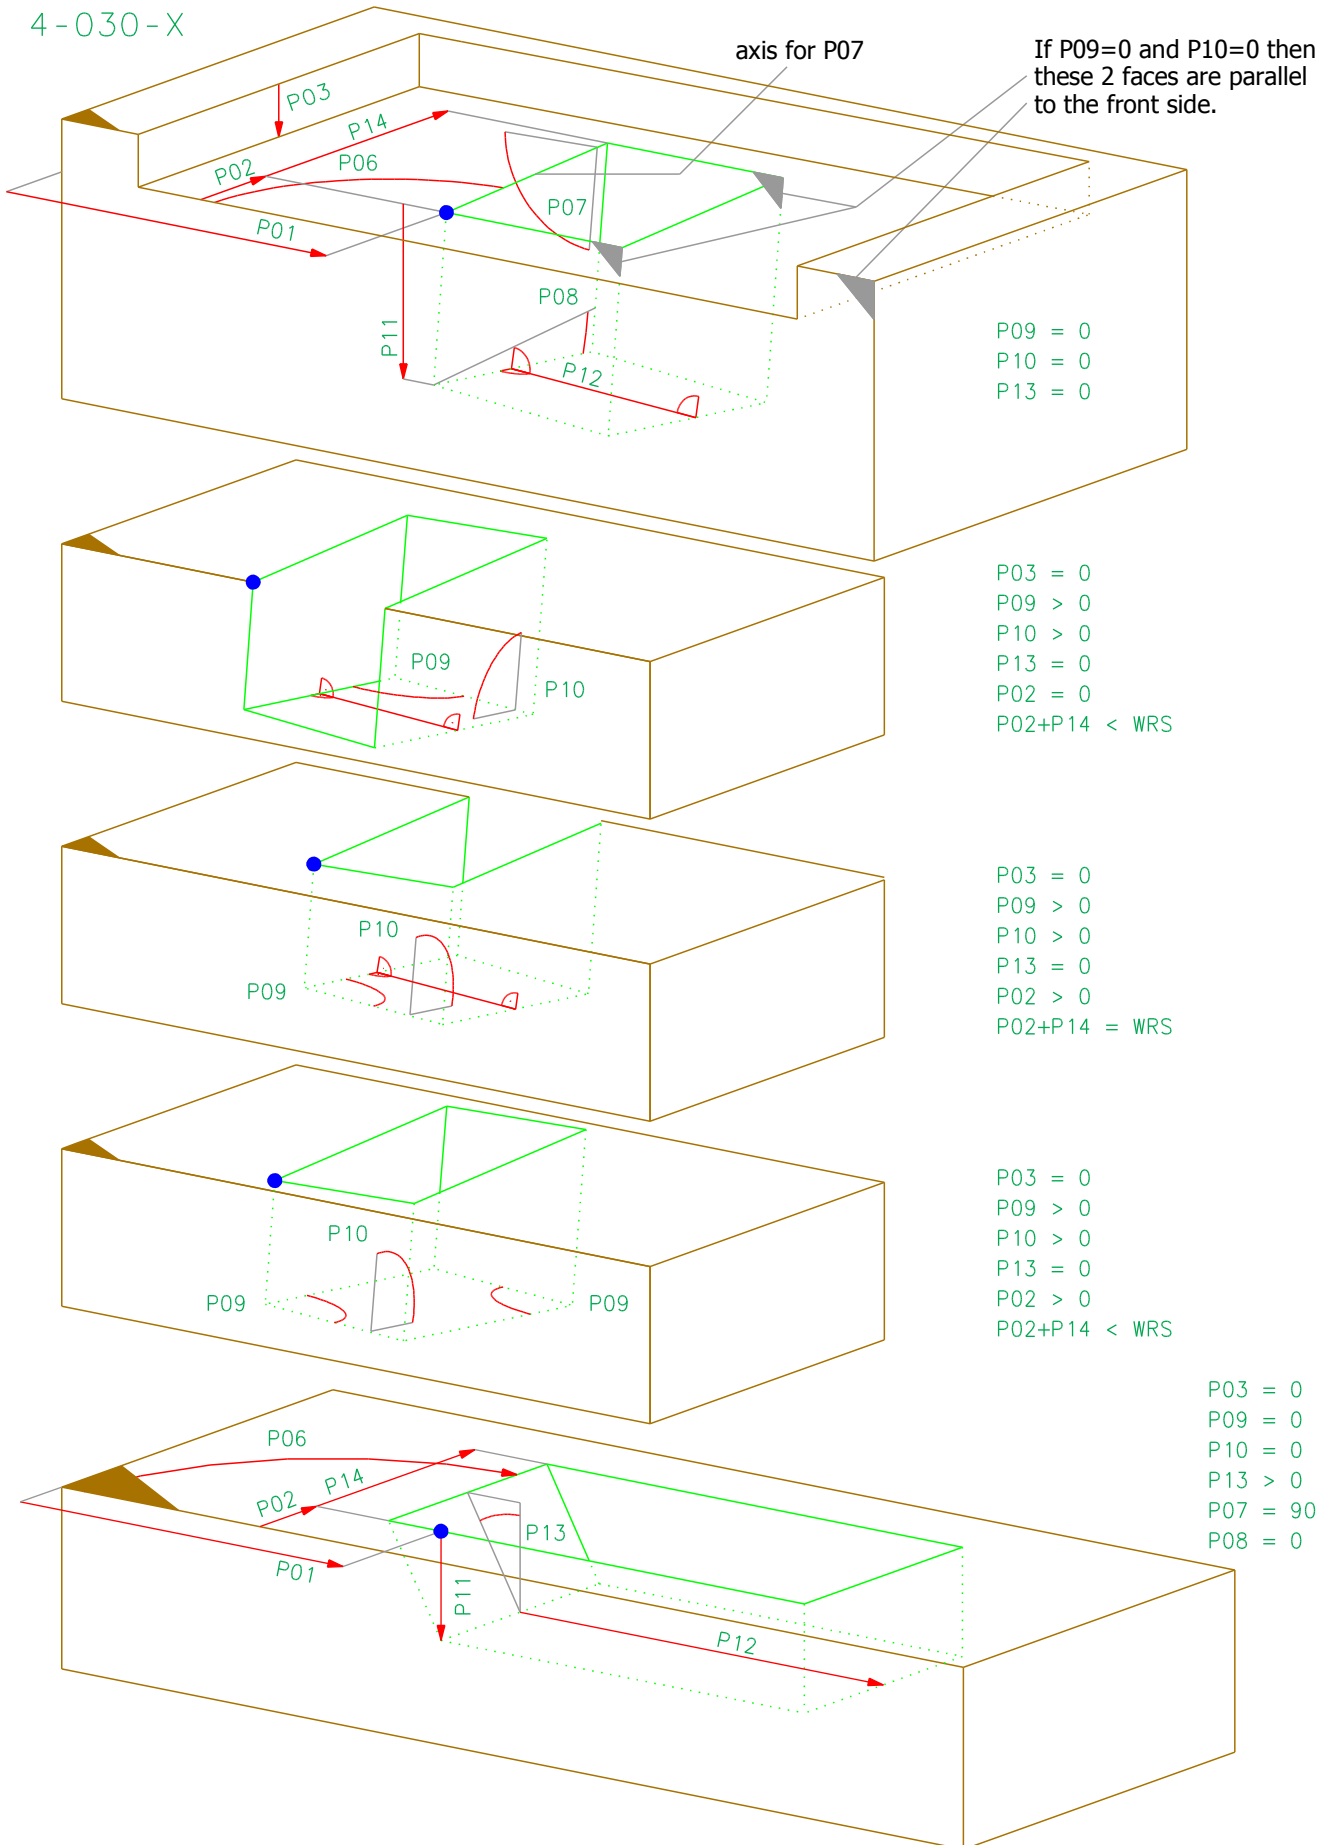 4-030-X
axis for P07
If P09=0 and P10=0 then
these 2 faces are parallel
to the front side.
P03
P14
P02
P06
P07
P01
P08
P11
P12
P09 = 0
P10 = 0
P13 = 0
P09
P10
P03 = 0
P09 > 0
P10 > 0
P13 = 0
P02 = 0
P02+P14 < WRS
P10
P09
P03 = 0
P09 > 0
P10 > 0
P13 = 0
P02 > 0
P02+P14 = WRS
P10
P09
P09
P03 = 0
P09 > 0
P10 > 0
P13 = 0
P02 > 0
P02+P14 < WRS
P06
P14
P02
P13
P01
P11
P12
P03 = 0
P09 = 0
P10 = 0
P13 > 0
P07 = 90
P08 = 0